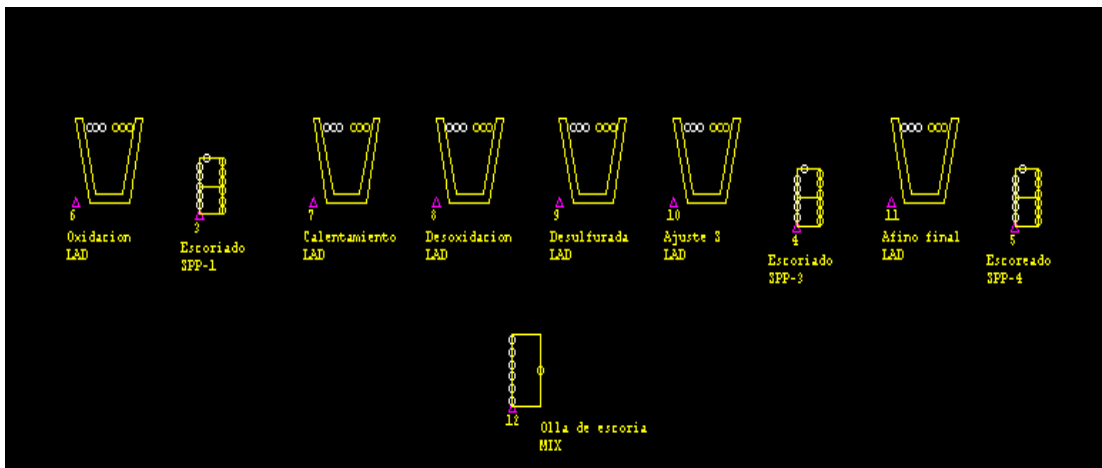 6
Oxidacion
LAD
3
Escoriado
SPP-1
7
Calentamiento
LAD
8
Desoxidacion
LAD
9
Desulfurada
LAD
10
Ajuste S
LAD
4
Escoriado
SPP-3
11
Afino final
LAD
5
Escoreado
SPP-4
12
Olla de escoria
MIX